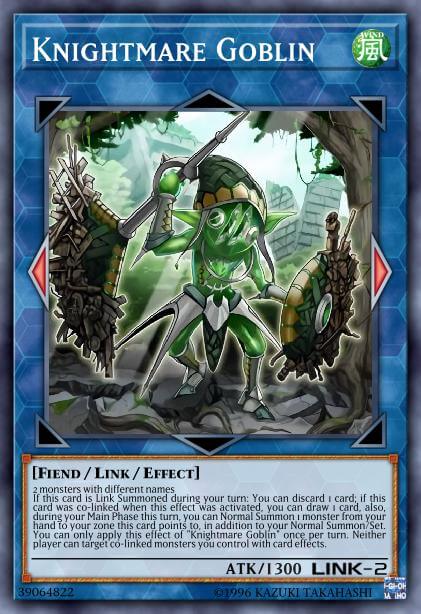 KNIGHTMARE GOBLIN
WIND
風
[FIEND / LINK / EFFECT]
2 monsters with different names
If this card is Link Summoned during your turn: You can discard 1 card; if this
card was co-linked when this effect was activated, you can draw 1 card, also,
during your Main Phase this turn, you can Normal Summon 1 monster from your
hand to your zone this card points to, in addition to your Normal Summon/Set.
You can only apply this effect of "Knightmare Goblin" once per turn. Neither
player can target co-linked monsters you control with card effects.
ATK/1300 LINK-2
39064822 ©1996 KAZUKI TAKAHASHI